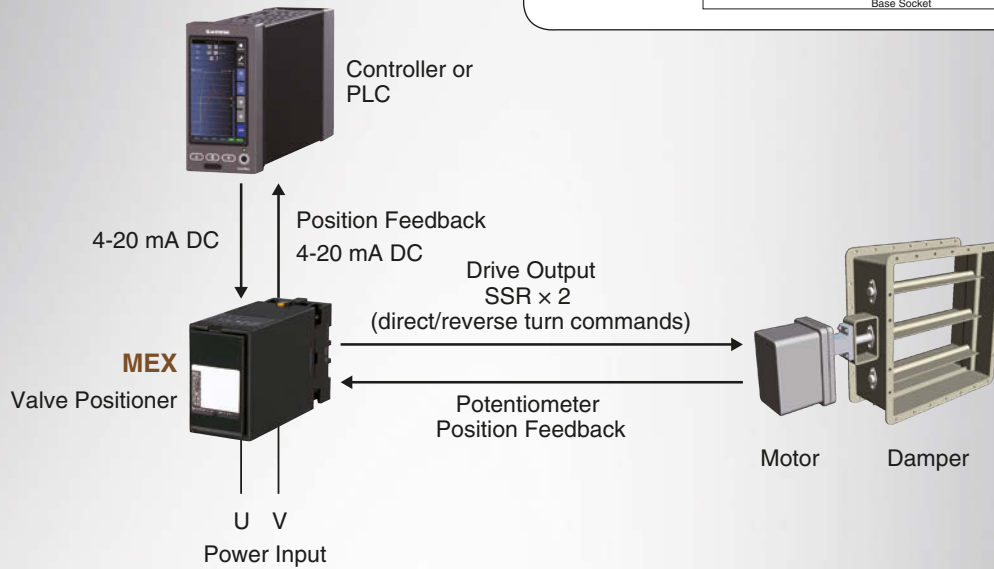 Base Socket
Controller or
PLC
4-20 mA DC
Position Feedback
4-20 mA DC
Drive Output
SSR × 2
(direct/reverse turn commands)
MEX
Valve Positioner
Potentiometer
Position Feedback
Motor
Damper
U V
Power Input